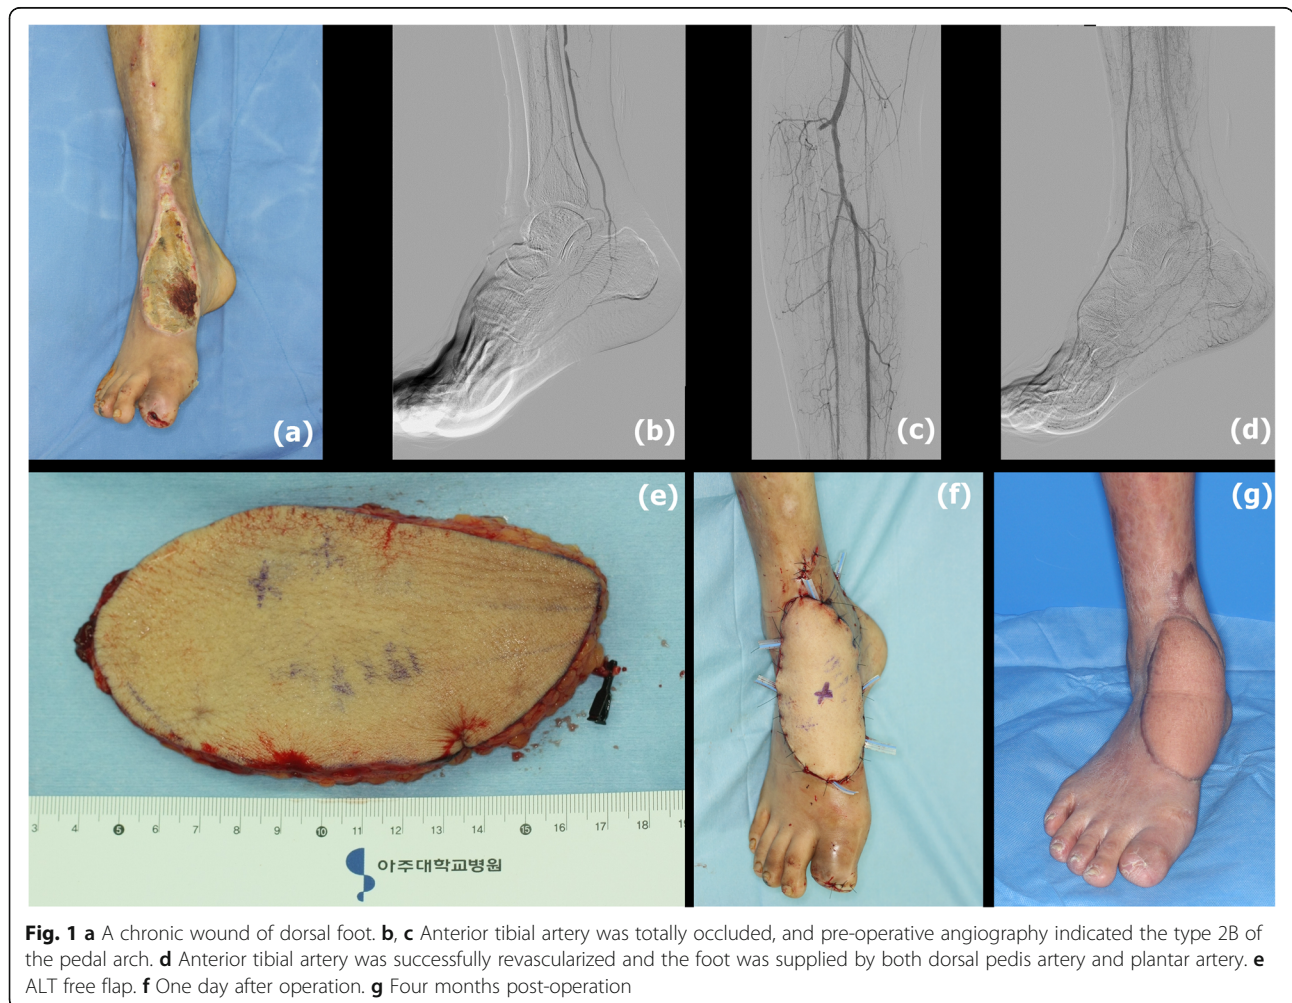 (a)
(b)
(c)
(d)
(e)
(f)
(g)
3 4 5 6 7 8 9 10 11 12 13 14 15 16 17 18
아주대학교병원
Fig. 1 a A chronic wound of dorsal foot. b, c Anterior tibial artery was totally occluded, and pre-operative angiography indicated the type 2B of
the pedal arch. d Anterior tibial artery was successfully revascularized and the foot was supplied by both dorsal pedis artery and plantar artery. e
ALT free flap. f One day after operation. g Four months post-operation